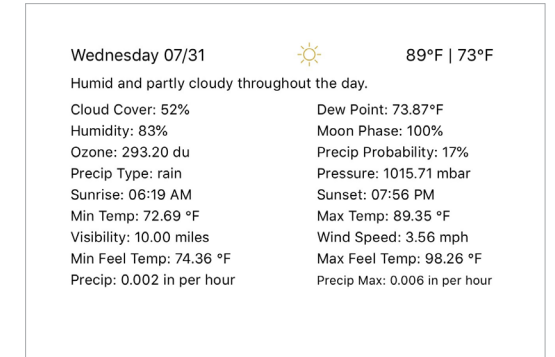 Wednesday 07/31 89°F | 73°F
Humid and partly cloudy throughout the day.
Cloud Cover: 52% Dew Point: 73.87°F
Humidity: 83% Moon Phase: 100%
Ozone: 293.20 du Precip Probability: 17%
Precip Type: rain Pressure: 1015.71 mbar
Sunrise: 06:19 AM Sunset: 07:56 PM
Min Temp: 72.69 °F Max Temp: 89.35 °F
Visibility: 10.00 miles Wind Speed: 3.56 mph
Min Feel Temp: 74.36 °F Max Feel Temp: 98.26 °F
Precip: 0.002 in per hour Precip Max: 0.006 in per hour